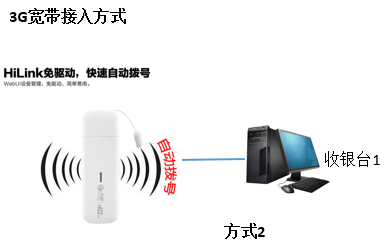 3G宽带接入方式
HiLink免驱动，快速自动拨号
WebUI设备管理，免驱动，简单易用。
自动拨号
收银台1
方式2